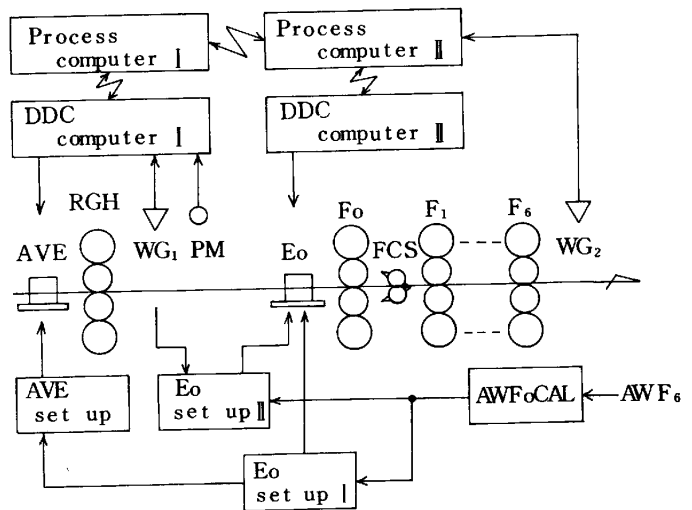 Process
computer I
Process
computer II
DDC
computer I
DDC
computer II
RGH
AVE
WG₁
PM
Eo
Fo
FCS
F₁
F₆
WG₂
AVE
set up
Eo
set up II
AWFoCAL
AWF₆
Eo
set up I